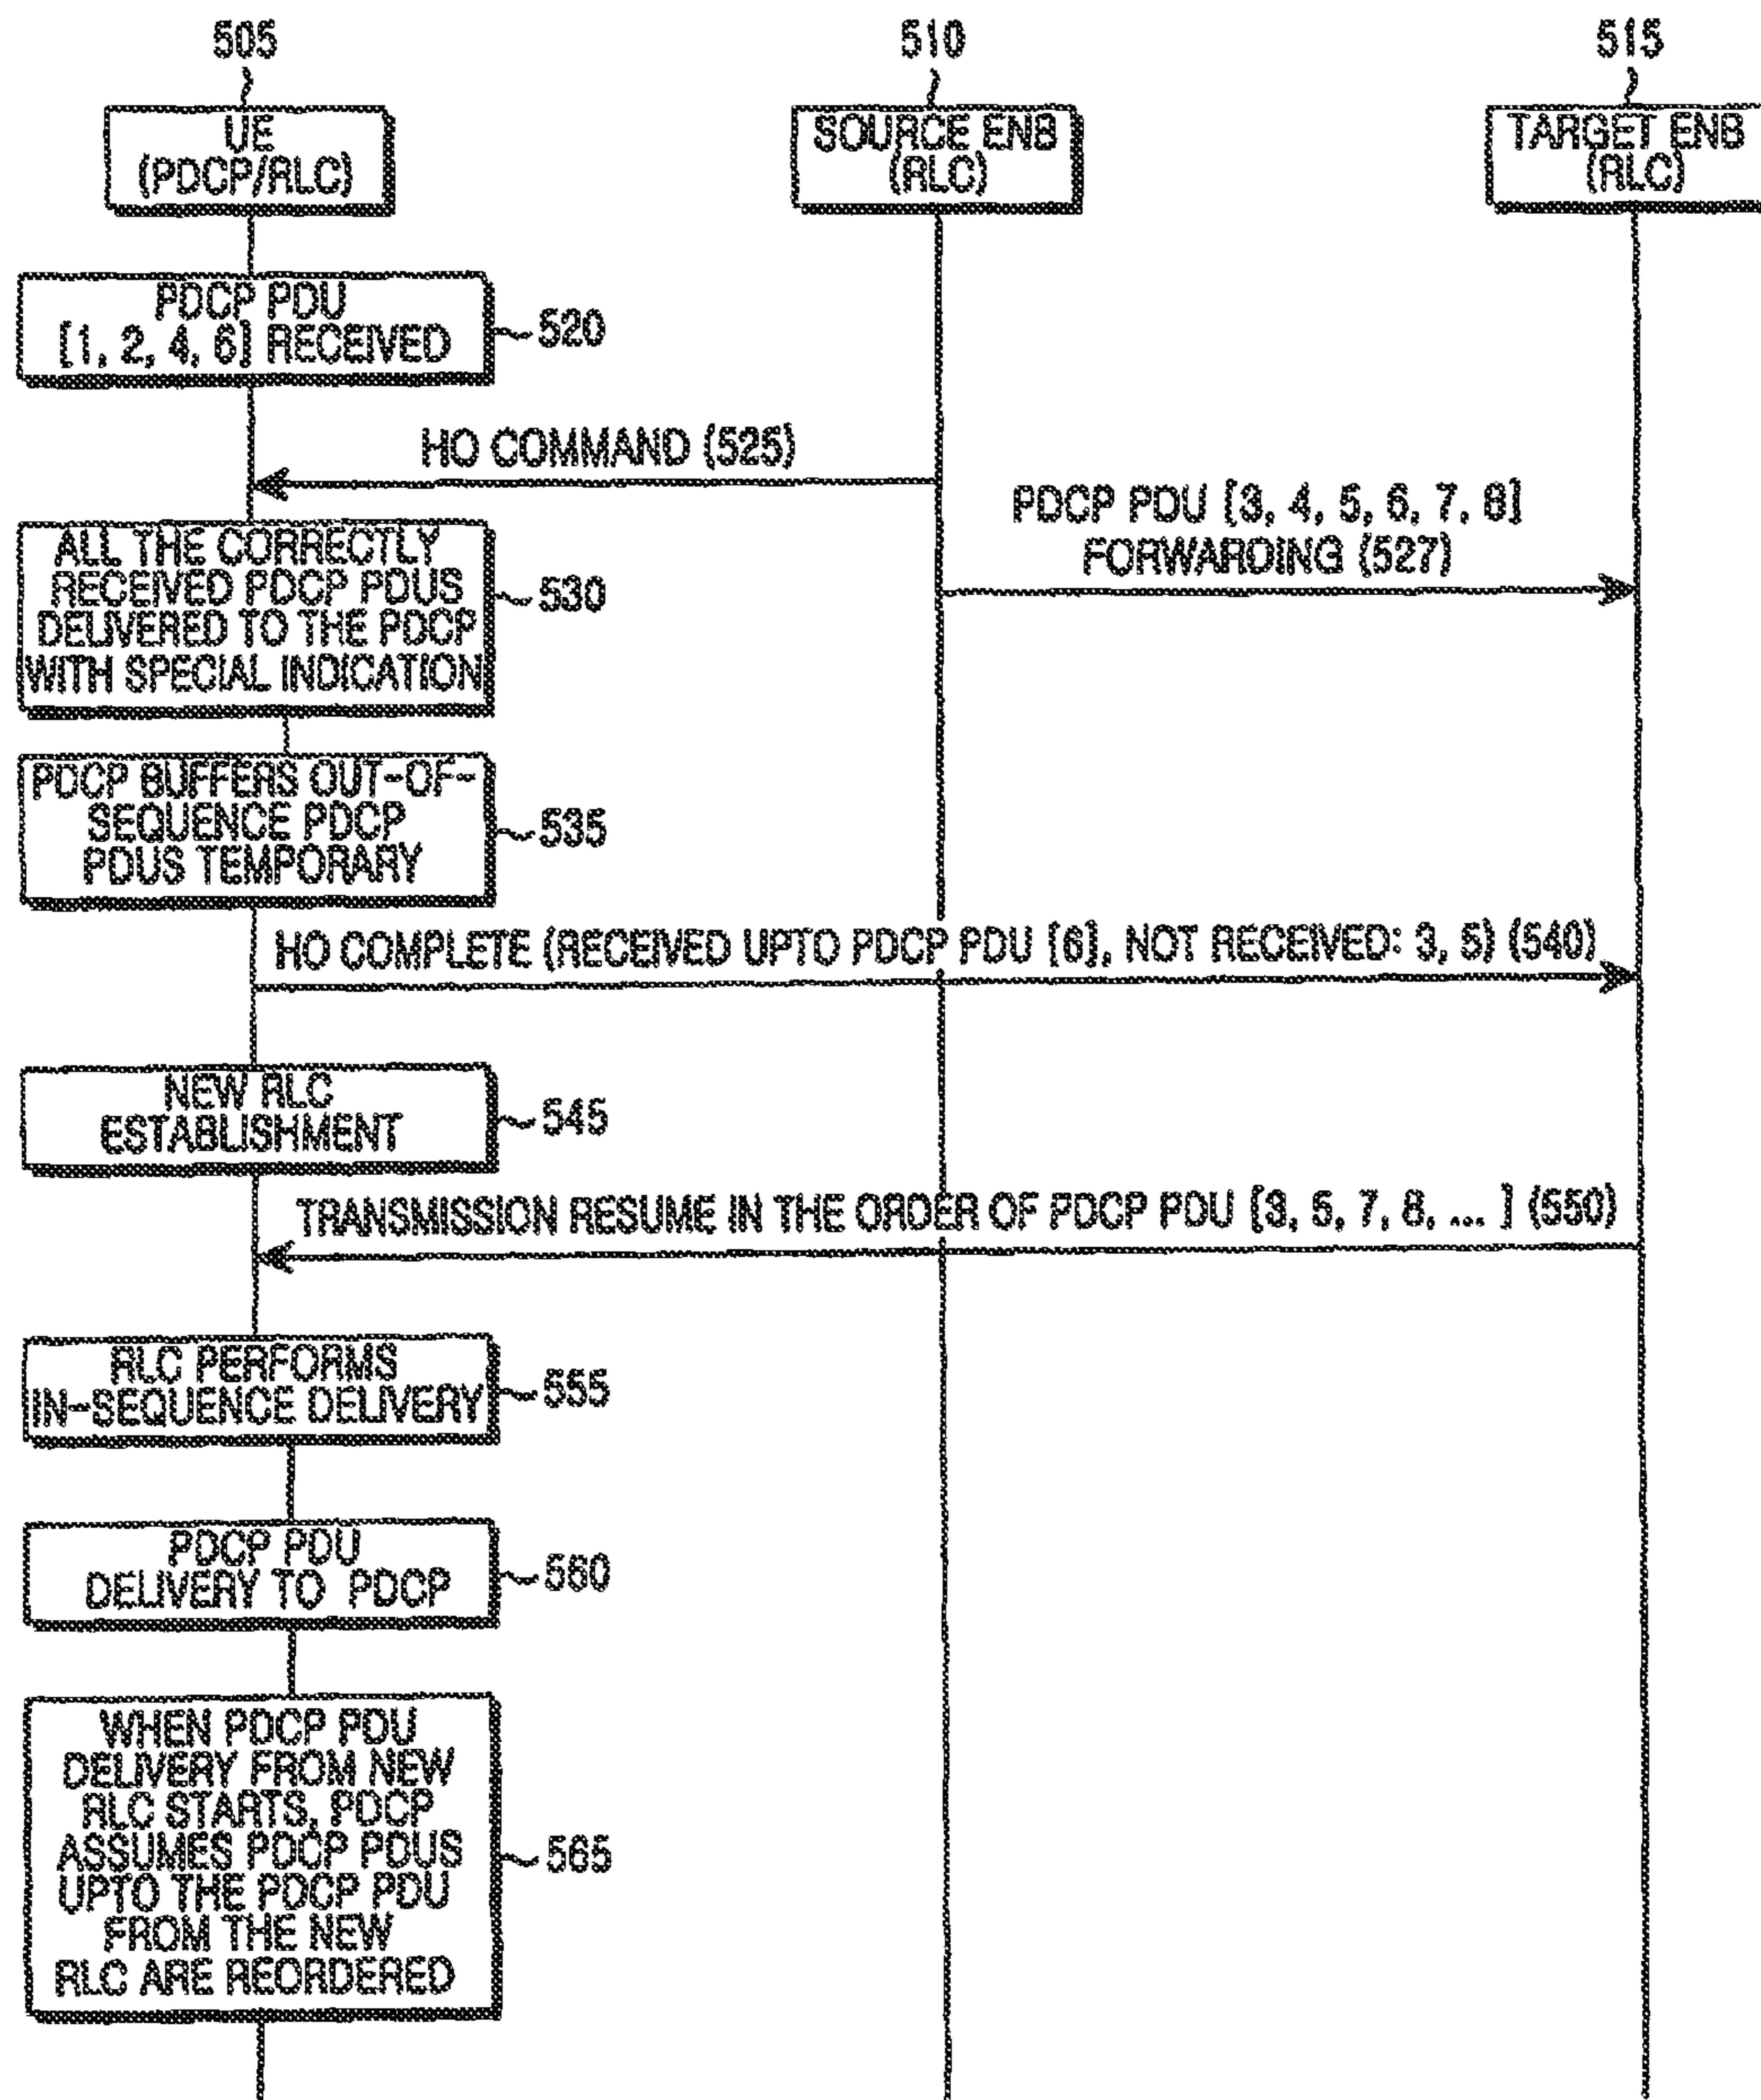 505
510
515
UE
(PDCP/RLC)
SOURCE ENB
(RLC)
TARGET ENB
(RLC)
PDCP PDU
[1, 2, 4, 6] RECEIVED
520
HO COMMAND (525)
PDCP PDU [3, 4, 5, 6, 7, 8]
FORWARDING (527)
ALL THE CORRECTLY
RECEIVED PDCP PDUS
DELIVERED TO THE PDCP
WITH SPECIAL INDICATION
530
PDCP BUFFERS OUT-OF-
SEQUENCE PDCP
PDUS TEMPORARY
535
HO COMPLETE (RECEIVED UPTO PDCP PDU [6], NOT RECEIVED: 3, 5) (540)
NEW RLC
ESTABLISHMENT
545
TRANSMISSION RESUME IN THE ORDER OF PDCP PDU [3, 5, 7, 8, ... ] (550)
RLC PERFORMS
IN-SEQUENCE DELIVERY
555
PDCP PDU
DELIVERY TO PDCP
560
WHEN PDCP PDU
DELIVERY FROM NEW
RLC STARTS, PDCP
ASSUMES PDCP PDUS
UPTO THE PDCP PDU
FROM THE NEW
RLC ARE REORDERED
565